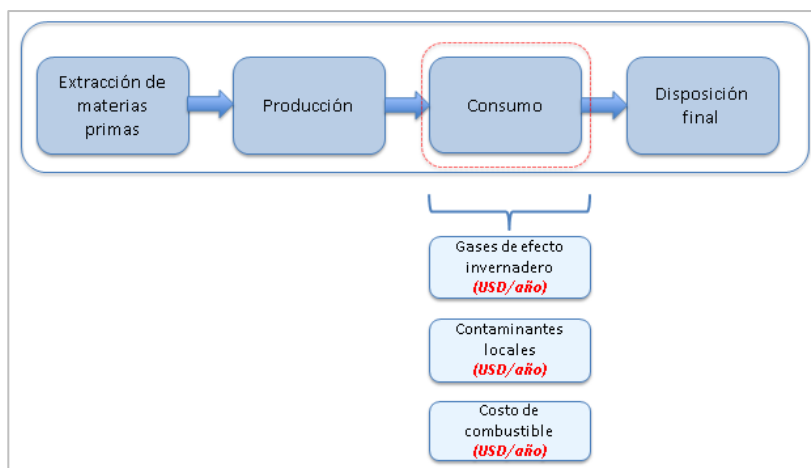 Extracción de
materias
primas
Producción
Consumo
Disposición
final
Gases de efecto
invernadero
(USD/año)
Contaminantes
locales
(USD/año)
Costo de
combustible
(USD/año)